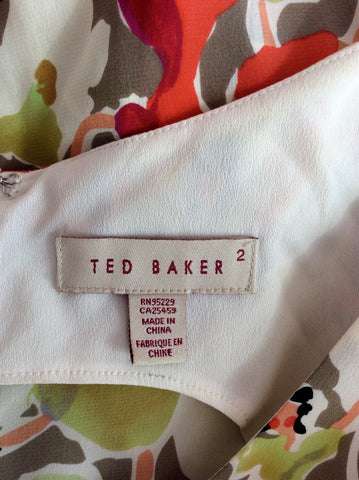 TED BAKER 2
RN95229
CA25459
MADE IN
CHINA
FABRIQUE EN
CHINE